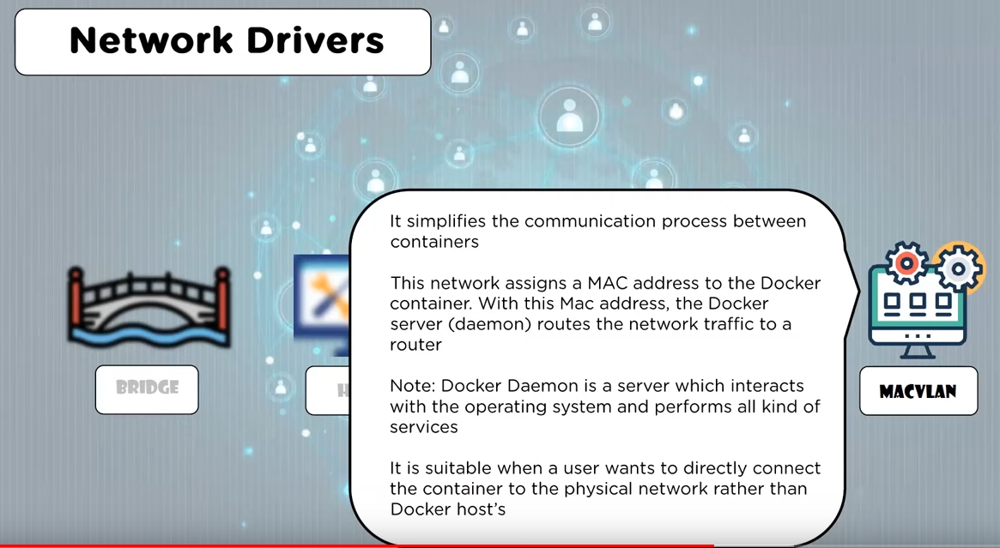 Network Drivers
It simplifies the communication process between
containers
This network assigns a MAC address to the Docker
container. With this Mac address, the Docker
server (daemon) routes the network traffic to a
router
Note: Docker Daemon is a server which interacts
with the operating system and performs all kind of
services
It is suitable when a user wants to directly connect
the container to the physical network rather than
Docker host's
BRIDGE
H
MACVLAN